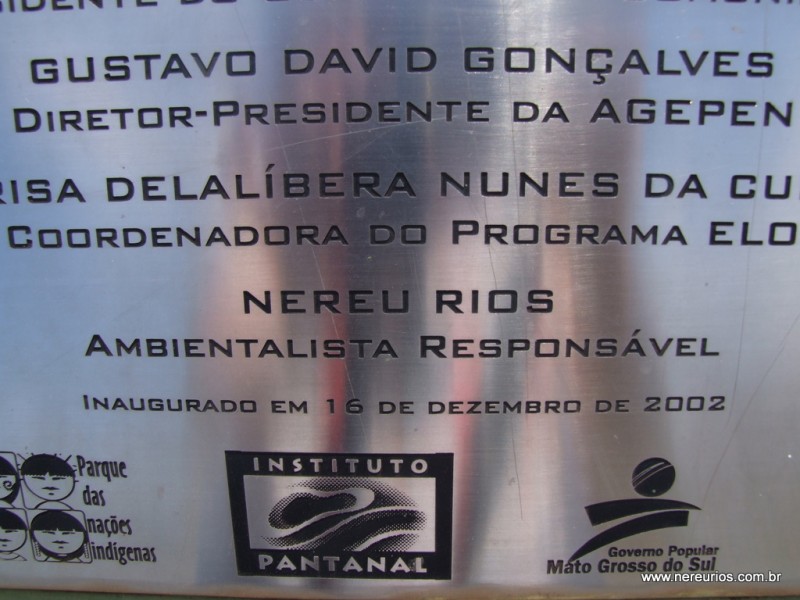 GUSTAVO DAVID GONÇALVES
DIRETOR-PRESIDENTE DA AGEPEN
RISA DELALÍBERA NUNES DA CU
COORDENADORA DO PROGRAMA ELO
NEREU RIOS
AMBIENTALISTA RESPONSÁVEL
INAUGURADO EM 16 DE DEZEMBRO DE 2002
Parque
das
nações
indígenas
INSTITUTO
PANTANAL
Governo Popular
Mato Grosso do Sul
www.nereurios.com.br